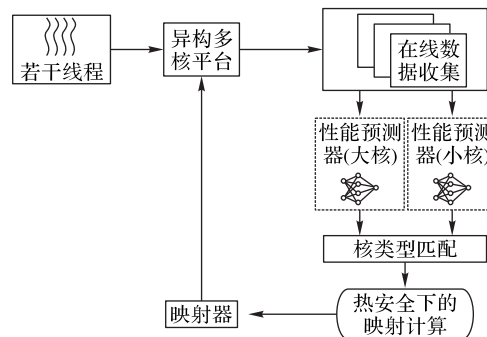 若干线程
异构多
核平台
在线数
据收集
性能预测
器(大核)
性能预测
器(小核)
核类型匹配
热安全下的
映射计算
映射器